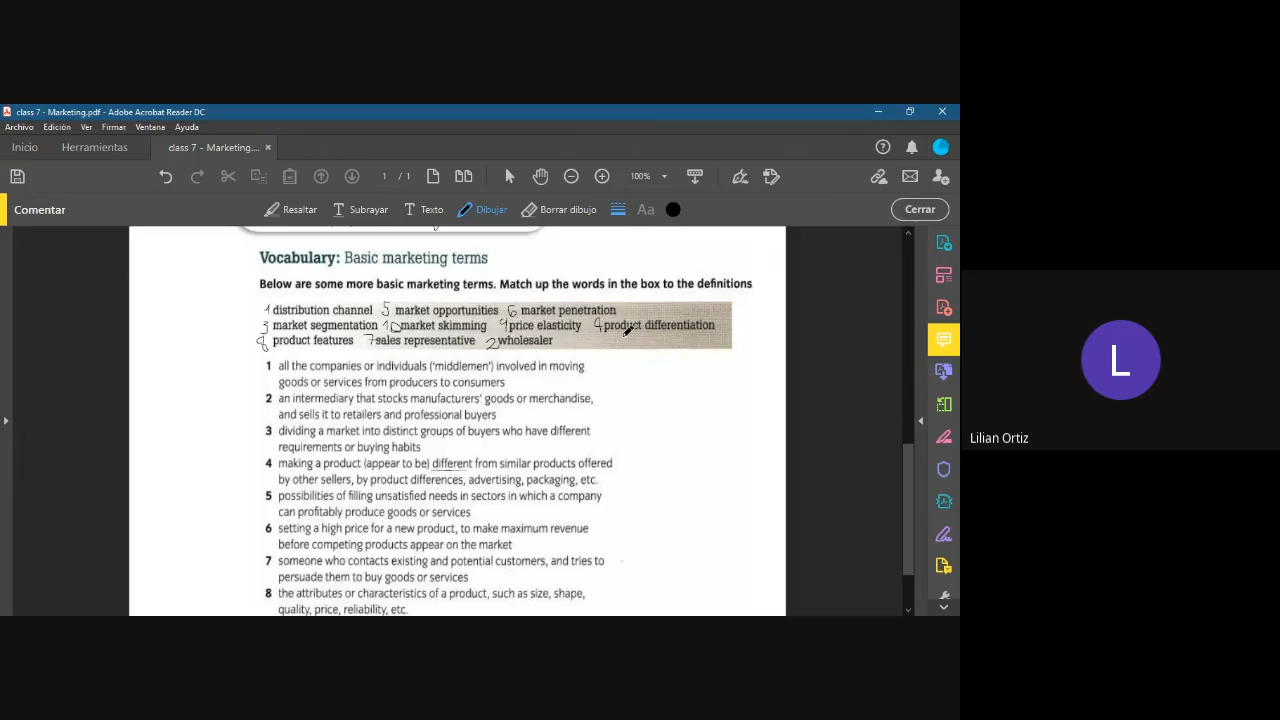 class 7 - Marketing.pdf - Adobe Acrobat Reader DC
Archivo Edición Ver Firmar Ventana Ayuda
Inicio Herramientas class 7 - Marketing.... ×
1 / 1 100%
Comentar Resaltar Subrayar Texto Dibujar Borrar dibujo Aa Cerrar
Vocabulary: Basic marketing terms
Below are some more basic marketing terms. Match up the words in the box to the definitions
1 distribution channel 5 market opportunities 6 market penetration
3 market segmentation 10 market skimming 9 price elasticity 4 product differentiation
8 product features 7 sales representative 2 wholesaler
1 all the companies or individuals ('middlemen') involved in moving
goods or services from producers to consumers
2 an intermediary that stocks manufacturers' goods or merchandise,
and sells it to retailers and professional buyers
3 dividing a market into distinct groups of buyers who have different
requirements or buying habits
4 making a product (appear to be) different from similar products offered
by other sellers, by product differences, advertising, packaging, etc.
5 possibilities of filling unsatisfied needs in sectors in which a company
can profitably produce goods or services
6 setting a high price for a new product, to make maximum revenue
before competing products appear on the market
7 someone who contacts existing and potential customers, and tries to
persuade them to buy goods or services
8 the attributes or characteristics of a product, such as size, shape,
quality, price, reliability, etc.
L
Lilian Ortiz